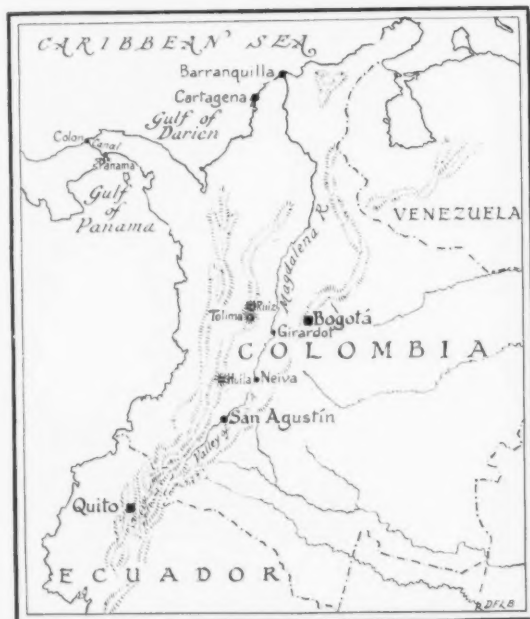 CARIBBEAN SEA
Barranquilla
Cartagena
Gulf of
Darien
Colon
Canal
Panama
Gulf
of
Panama
VENEZUELA
Magdalena R.
Ruiz
Tolima
Bogotá
Girardot
COLOMBIA
Huila
Neiva
San Agustín
Valley of
Quito
ECUADOR
DFLB